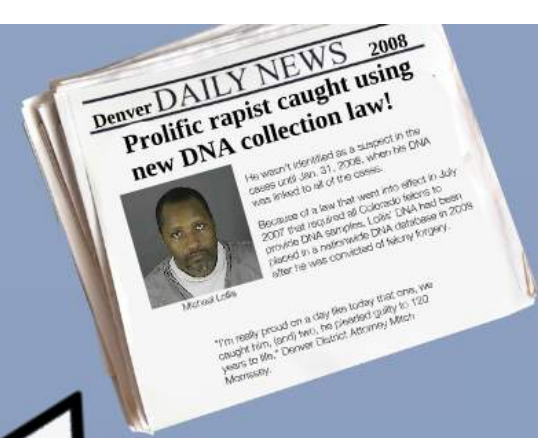 Denver DAILY NEWS 2008
Prolific rapist caught using
new DNA collection law!
He wasn't identified as a suspect in the
cases until Jan. 31, 2008, when his DNA
was linked to all of the cases.
Because of a law that went into effect in July
2007 that required all Colorado felons to
provide DNA samples, Lollis' DNA had been
placed in a nationwide DNA database in 2009
after he was convicted of felony forgery.
Michael Lollis
"I'm really proud on a day like today that one, we
caught him, (and) two, he pleaded guilty to 120
years to life," Denver District Attorney Mitch
Morrissey.